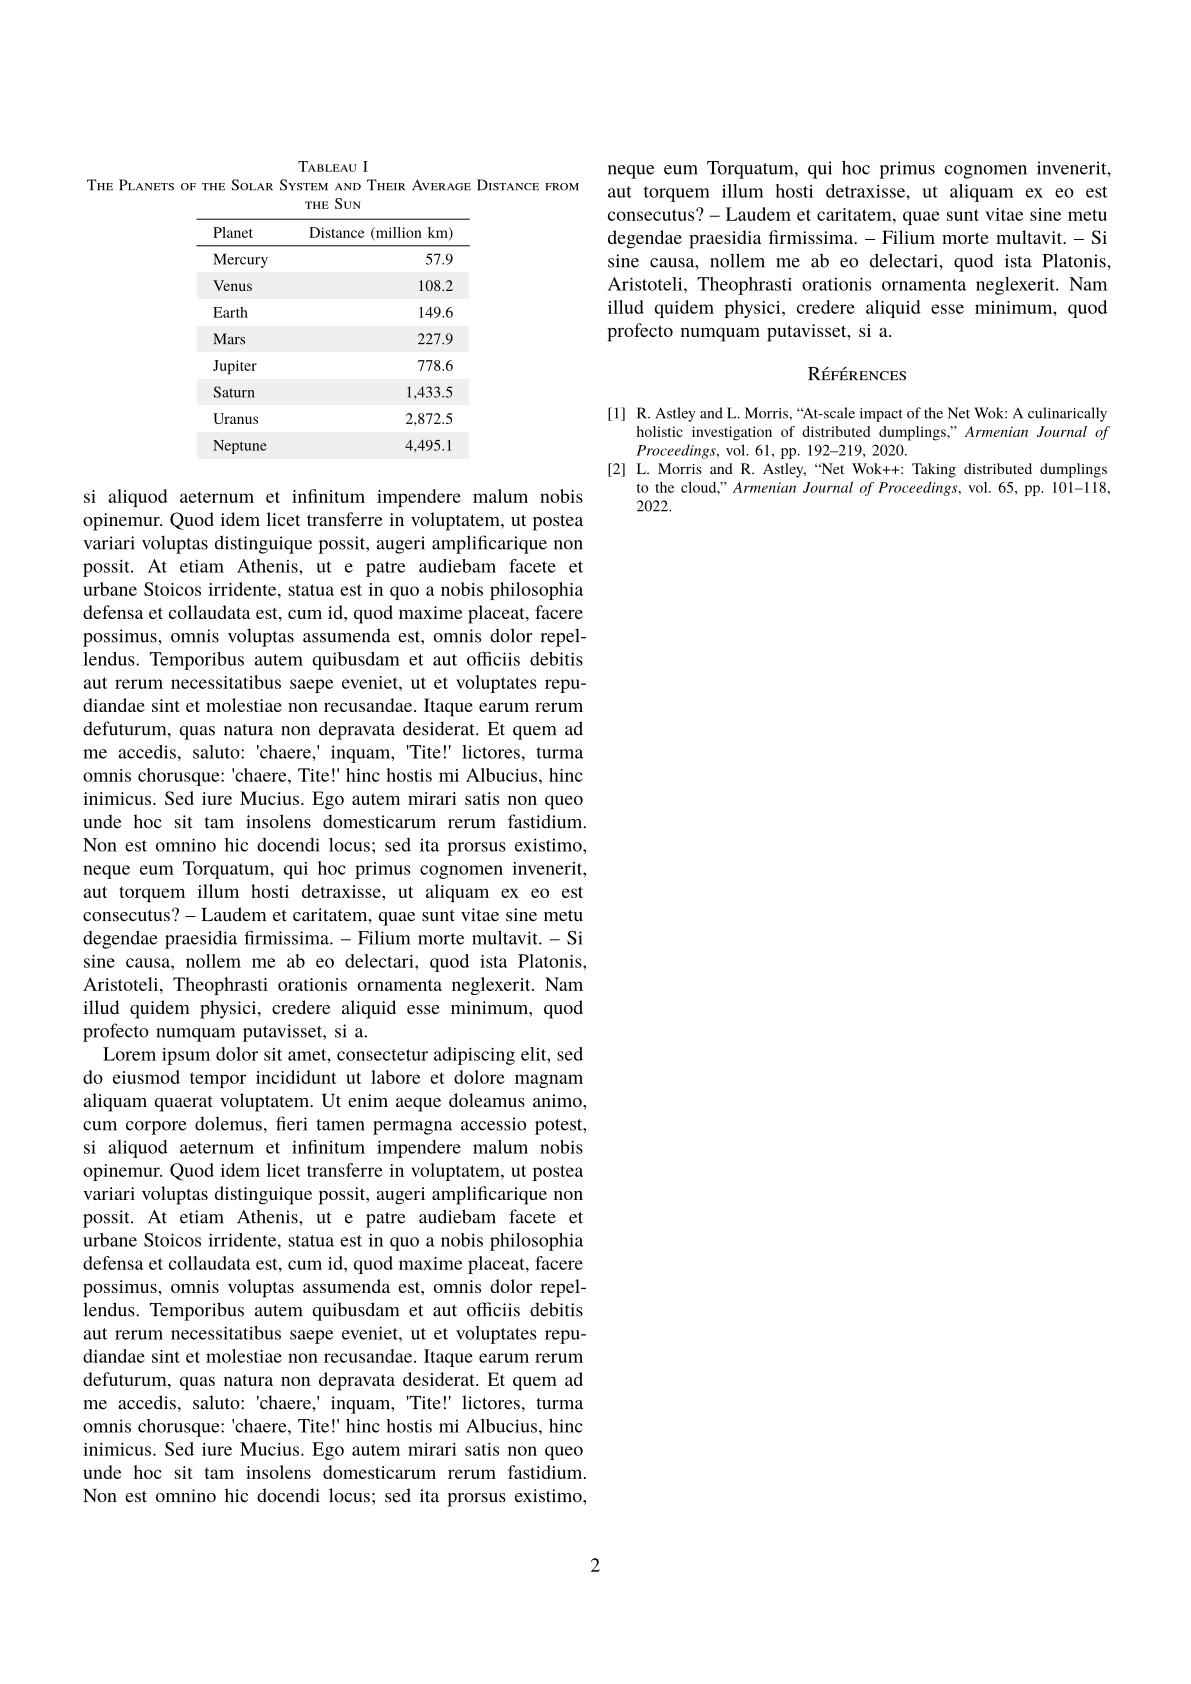 Tableau I
The Planets of the Solar System and Their Average Distance from
the Sun
Planet Distance (million km)
Mercury 57.9
Venus 108.2
Earth 149.6
Mars 227.9
Jupiter 778.6
Saturn 1,433.5
Uranus 2,872.5
Neptune 4,495.1
si aliquod aeternum et infinitum impendere malum nobis
opinemur. Quod idem licet transferre in voluptatem, ut postea
variari voluptas distinguique possit, augeri amplificarique non
possit. At etiam Athenis, ut e patre audiebam facete et
urbane Stoicos irridente, statua est in quo a nobis philosophia
defensa et collaudata est, cum id, quod maxime placeat, facere
possimus, omnis voluptas assumenda est, omnis dolor repel-
lendus. Temporibus autem quibusdam et aut officiis debitis
aut rerum necessitatibus saepe eveniet, ut et voluptates repu-
diandae sint et molestiae non recusandae. Itaque earum rerum
defuturum, quas natura non depravata desiderat. Et quem ad
me accedis, saluto: 'chaere,' inquam, 'Tite!' lictores, turma
omnis chorusque: 'chaere, Tite!' hinc hostis mi Albucius, hinc
inimicus. Sed iure Mucius. Ego autem mirari satis non queo
unde hoc sit tam insolens domesticarum rerum fastidium.
Non est omnino hic docendi locus; sed ita prorsus existimo,
neque eum Torquatum, qui hoc primus cognomen invenerit,
aut torquem illum hosti detraxisse, ut aliquam ex eo est
consecutus? – Laudem et caritatem, quae sunt vitae sine metu
degendae praesidia firmissima. – Filium morte multavit. – Si
sine causa, nollem me ab eo delectari, quod ista Platonis,
Aristoteli, Theophrasti orationis ornamenta neglexerit. Nam
illud quidem physici, credere aliquid esse minimum, quod
profecto numquam putavisset, si a.
Lorem ipsum dolor sit amet, consectetur adipiscing elit, sed
do eiusmod tempor incididunt ut labore et dolore magnam
aliquam quaerat voluptatem. Ut enim aeque doleamus animo,
cum corpore dolemus, fieri tamen permagna accessio potest,
si aliquod aeternum et infinitum impendere malum nobis
opinemur. Quod idem licet transferre in voluptatem, ut postea
variari voluptas distinguique possit, augeri amplificarique non
possit. At etiam Athenis, ut e patre audiebam facete et
urbane Stoicos irridente, statua est in quo a nobis philosophia
defensa et collaudata est, cum id, quod maxime placeat, facere
possimus, omnis voluptas assumenda est, omnis dolor repel-
lendus. Temporibus autem quibusdam et aut officiis debitis
aut rerum necessitatibus saepe eveniet, ut et voluptates repu-
diandae sint et molestiae non recusandae. Itaque earum rerum
defuturum, quas natura non depravata desiderat. Et quem ad
me accedis, saluto: 'chaere,' inquam, 'Tite!' lictores, turma
omnis chorusque: 'chaere, Tite!' hinc hostis mi Albucius, hinc
inimicus. Sed iure Mucius. Ego autem mirari satis non queo
unde hoc sit tam insolens domesticarum rerum fastidium.
Non est omnino hic docendi locus; sed ita prorsus existimo,
neque eum Torquatum, qui hoc primus cognomen invenerit,
aut torquem illum hosti detraxisse, ut aliquam ex eo est
consecutus? – Laudem et caritatem, quae sunt vitae sine metu
degendae praesidia firmissima. – Filium morte multavit. – Si
sine causa, nollem me ab eo delectari, quod ista Platonis,
Aristoteli, Theophrasti orationis ornamenta neglexerit. Nam
illud quidem physici, credere aliquid esse minimum, quod
profecto numquam putavisset, si a.
Références
[1] R. Astley and L. Morris, “At-scale impact of the Net Wok: A culinarically
holistic investigation of distributed dumplings,” Armenian Journal of
Proceedings, vol. 61, pp. 192–219, 2020.
[2] L. Morris and R. Astley, “Net Wok++: Taking distributed dumplings
to the cloud,” Armenian Journal of Proceedings, vol. 65, pp. 101–118,
2022.
2